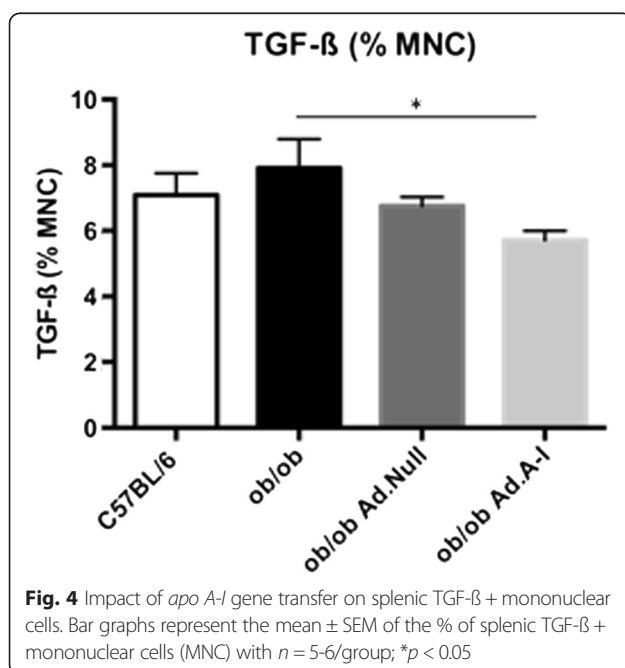 TGF-ß (% MNC)
*
TGF-ß (% MNC)
10
8
6
4
2
0
C57BL/6
ob/ob
ob/ob Ad.Null
ob/ob Ad.A-I
Fig. 4 Impact of apo A-I gene transfer on splenic TGF-ß + mononuclear
cells. Bar graphs represent the mean ± SEM of the % of splenic TGF-ß +
mononuclear cells (MNC) with n = 5-6/group; *p < 0.05